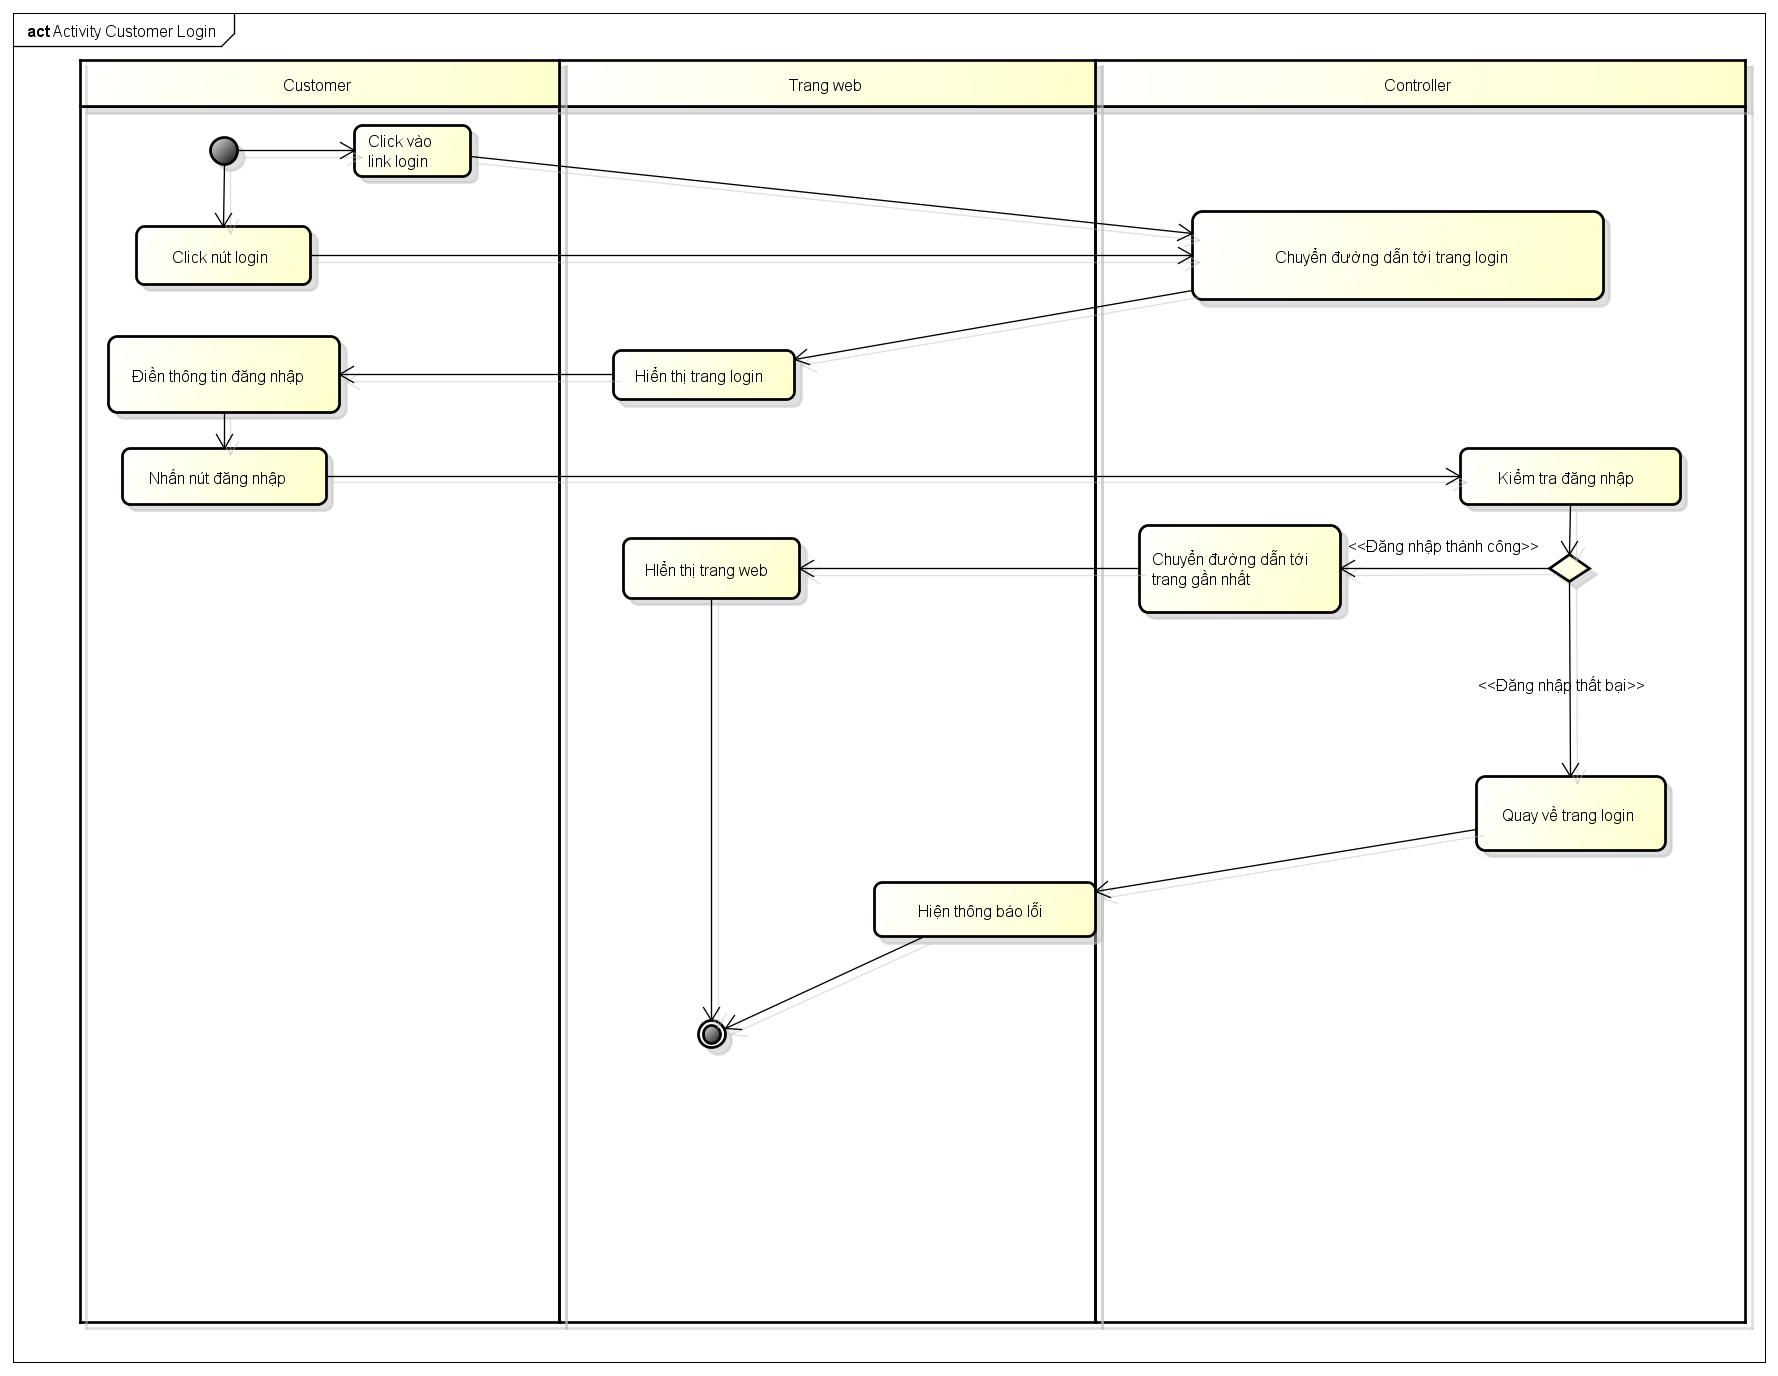 act Activity Customer Login
Customer
Trang web
Controller
Click vào
link login
Click nút login
Chuyển đường dẫn tới trang login
Điền thông tin đăng nhập
Hiển thị trang login
Nhấn nút đăng nhập
Kiểm tra đăng nhập
<<Đăng nhập thành công>>
Chuyển đường dẫn tới
trang gần nhất
HIển thị trang web
<<Đăng nhập thất bại>>
Quay về trang login
Hiện thông báo lỗi